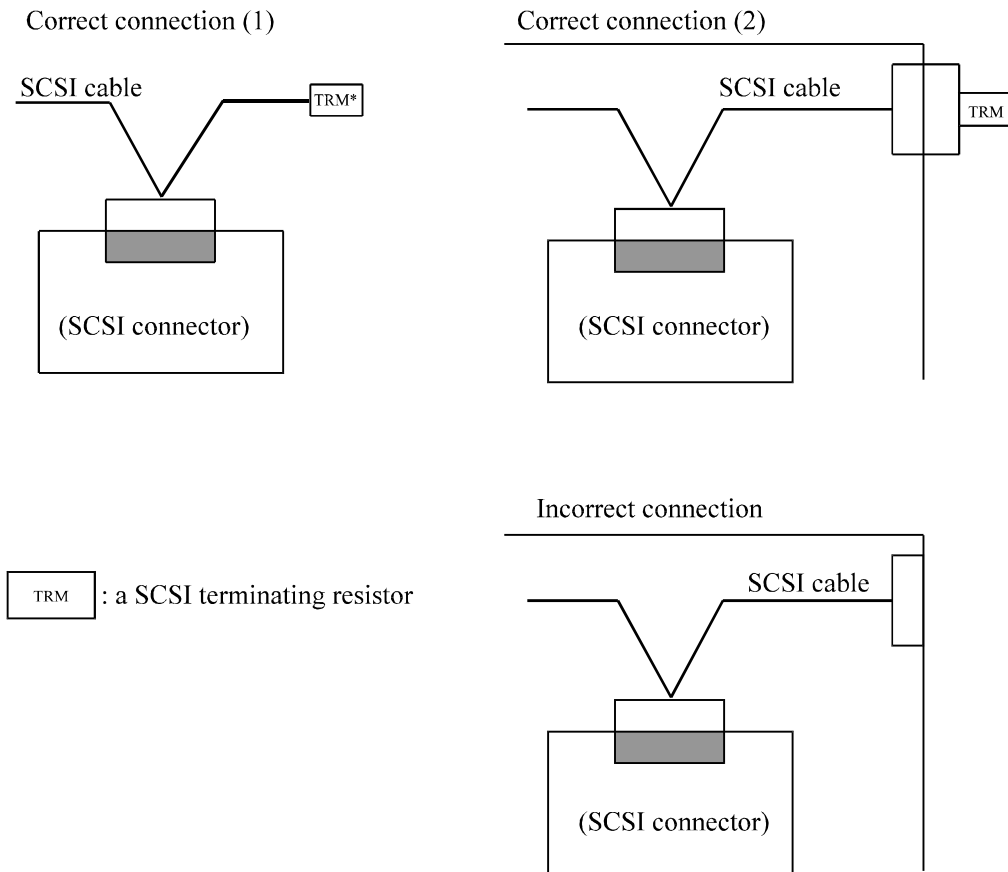 Correct connection (1)
SCSI cable
TRM*
(SCSI connector)
Correct connection (2)
SCSI cable
TRM
(SCSI connector)
TRM : a SCSI terminating resistor
Incorrect connection
SCSI cable
(SCSI connector)